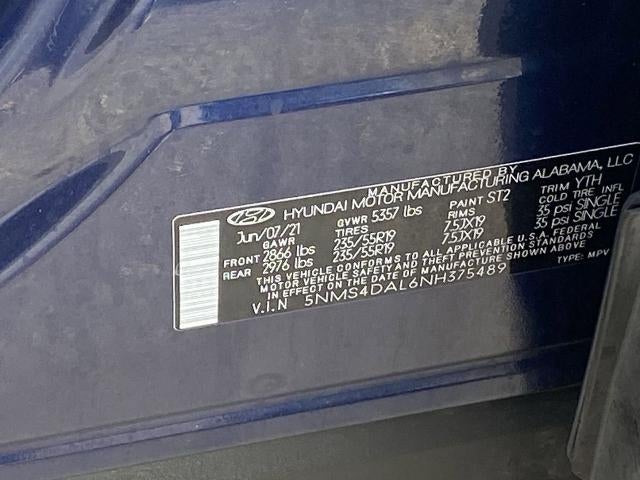 MANUFACTURED BY
HYUNDAI MOTOR MANUFACTURING ALABAMA, LLC
Jun/07/21 GVWR 5357 lbs PAINT ST2 TRIM YTH
GAWR TIRES RIMS COLD TIRE INFL
FRONT 2866 lbs 235/55R19 7.5JX19 35 psi SINGLE
REAR 2976 lbs 235/55R19 7.5JX19 35 psi SINGLE
THIS VEHICLE CONFORMS TO ALL APPLICABLE U.S.A. FEDERAL
MOTOR VEHICLE SAFETY AND THEFT PREVENTION STANDARDS
IN EFFECT ON THE DATE OF MANUFACTURE SHOWN ABOVE
V.I.N 5NMS4DAL6NH375489 TYPE: MPV